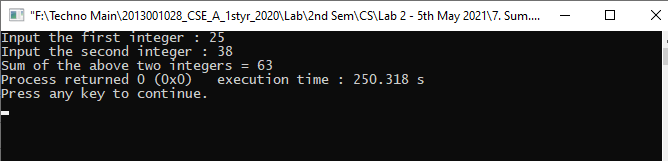 "F:\Techno Main\2013001028_CSE_A_1styr_2020\Lab\2nd Sem\CS\Lab 2 - 5th May 2021\7. Sum....
Input the first integer : 25
Input the second integer : 38
Sum of the above two integers = 63
Process returned 0 (0x0)   execution time : 250.318 s
Press any key to continue.